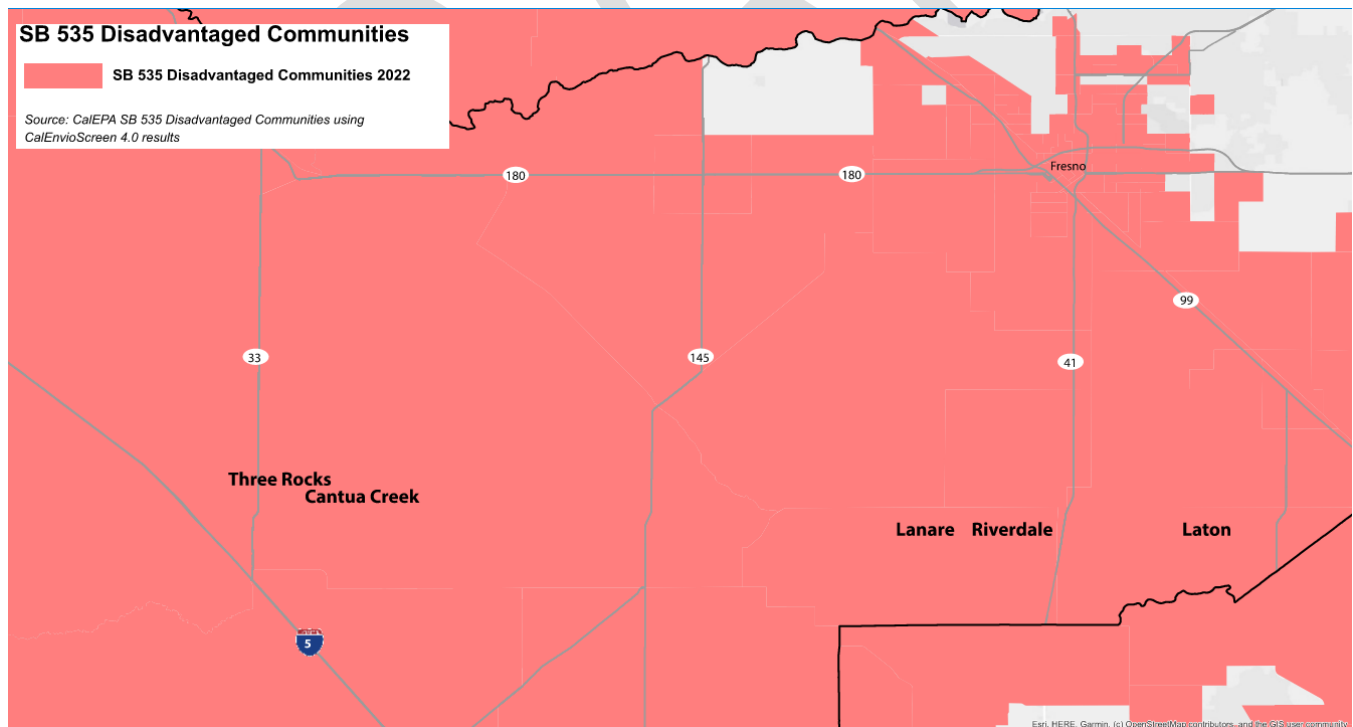 SB 535 Disadvantaged Communities
SB 535 Disadvantaged Communities 2022
Source: CalEPA SB 535 Disadvantaged Communities using
CalEnvioScreen 4.0 results
Fresno
180
180
99
33
145
41
Three Rocks
Cantua Creek
Lanare
Riverdale
Laton
5
Esri, HERE, Garmin, (c) OpenStreetMap contributors, and the GIS user community